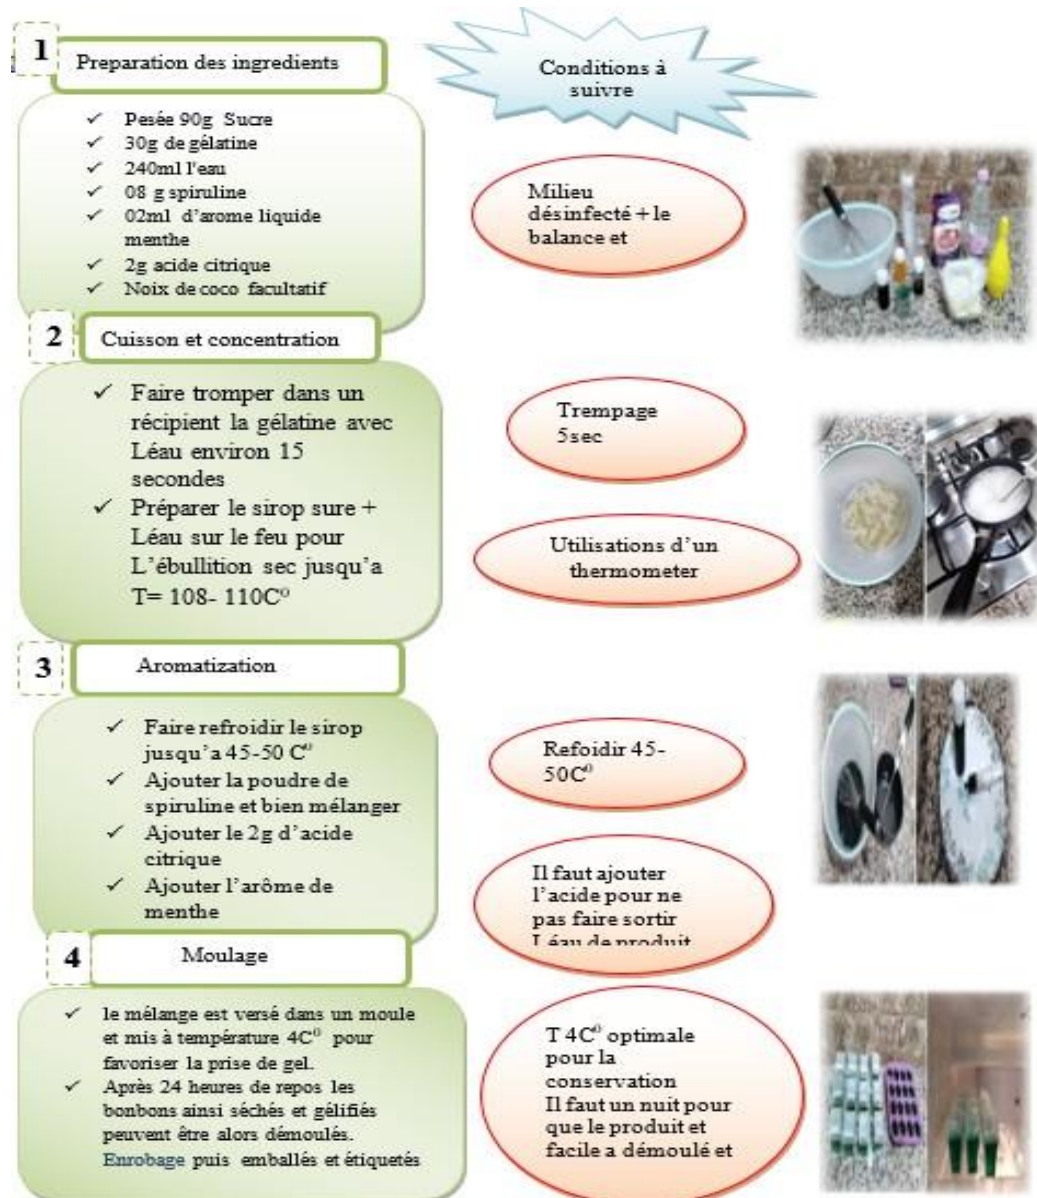 1
Preparation des ingredients
✓ Pesée 90g Sucre
✓ 30g de gélatine
✓ 240ml l'eau
✓ 08 g spiruline
✓ 02ml d'arome liquide
menthe
✓ 2g acide citrique
✓ Noix de coco facultatif
Conditions à
suivre
Milieu
désinfecté + le
balance et
2
Cuisson et concentration
✓ Faire tromper dans un
récipient la gélatine avec
Léau environ 15
secondes
✓ Préparer le sirop sure +
Léau sur le feu pour
L'ébullition sec jusqu'a
T= 108- 110C⁰
Trempage
5sec
Utilisations d'un
thermometer
3
Aromatization
✓ Faire refroidir le sirop
jusqu'a 45-50 C⁰
✓ Ajouter la poudre de
spiruline et bien mélanger
✓ Ajouter le 2g d'acide
citrique
✓ Ajouter l'arôme de
menthe
Refoidir 45-
50C⁰
Il faut ajouter
l'acide pour ne
pas faire sortir
Léau de produit
4
Moulage
✓ le mélange est versé dans un moule
et mis à température 4C⁰ pour
favoriser la prise de gel.
✓ Après 24 heures de repos les
bonbons ainsi séchés et gélifiés
peuvent être alors démoulés.
Enrobage puis emballés et étiquetés
T 4C⁰ optimale
pour la
conservation
Il faut un nuit pour
que le produit et
facile a démoulé et